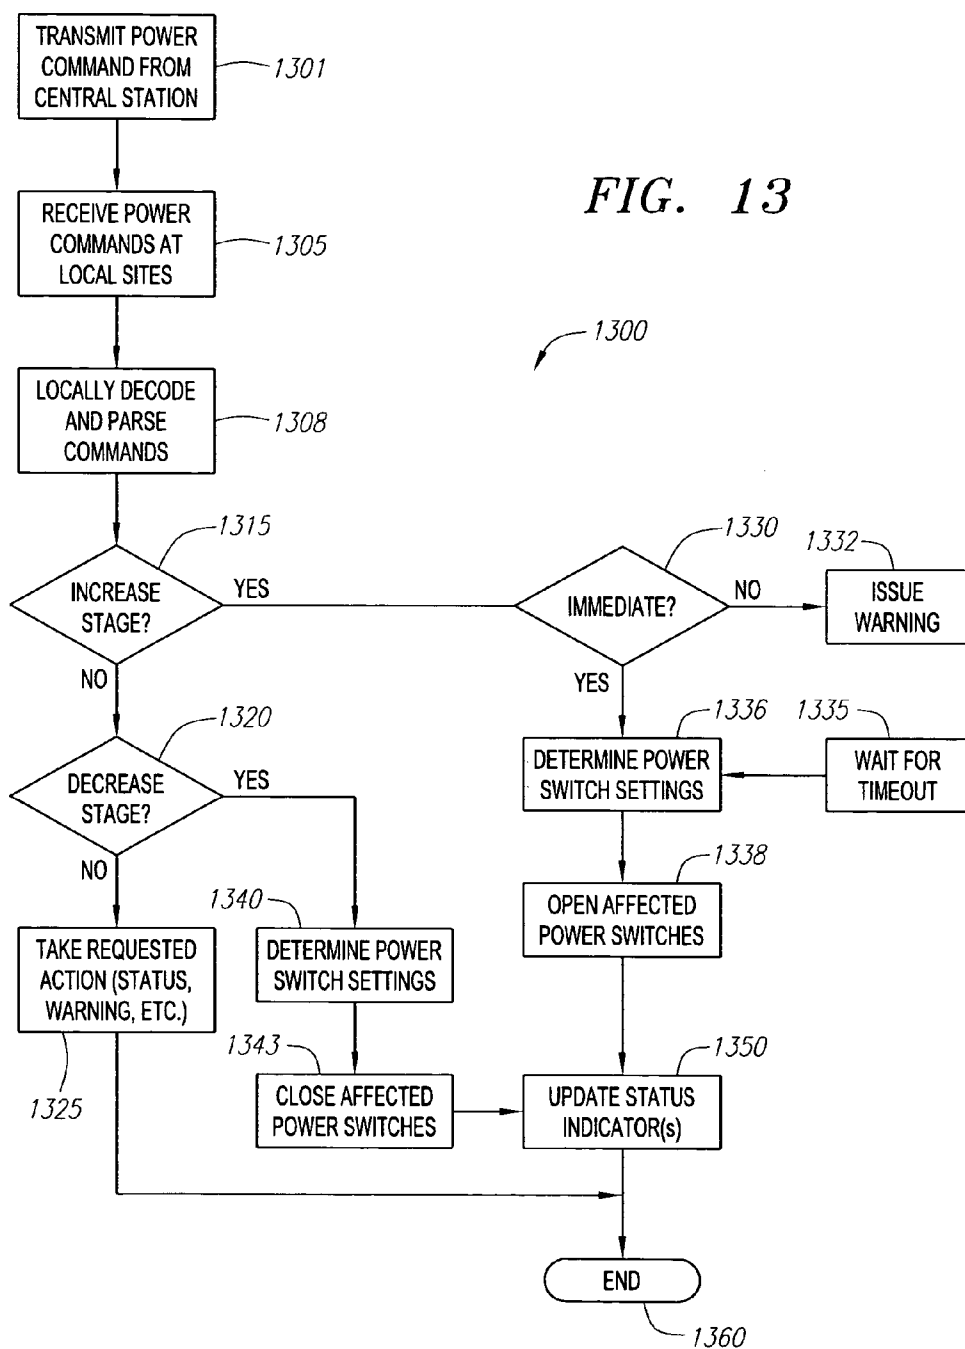 TRANSMIT POWER
COMMAND FROM
CENTRAL STATION
1301
FIG. 13
RECEIVE POWER
COMMANDS AT
LOCAL SITES
1305
1300
LOCALLY DECODE
AND PARSE
COMMANDS
1308
1315
INCREASE
STAGE?
YES
NO
1330
IMMEDIATE?
NO
YES
1332
ISSUE
WARNING
1320
DECREASE
STAGE?
YES
NO
1336
DETERMINE POWER
SWITCH SETTINGS
1335
WAIT FOR
TIMEOUT
1338
OPEN AFFECTED
POWER SWITCHES
1340
DETERMINE POWER
SWITCH SETTINGS
TAKE REQUESTED
ACTION (STATUS,
WARNING, ETC.)
1325
1343
CLOSE AFFECTED
POWER SWITCHES
1350
UPDATE STATUS
INDICATOR(s)
END
1360